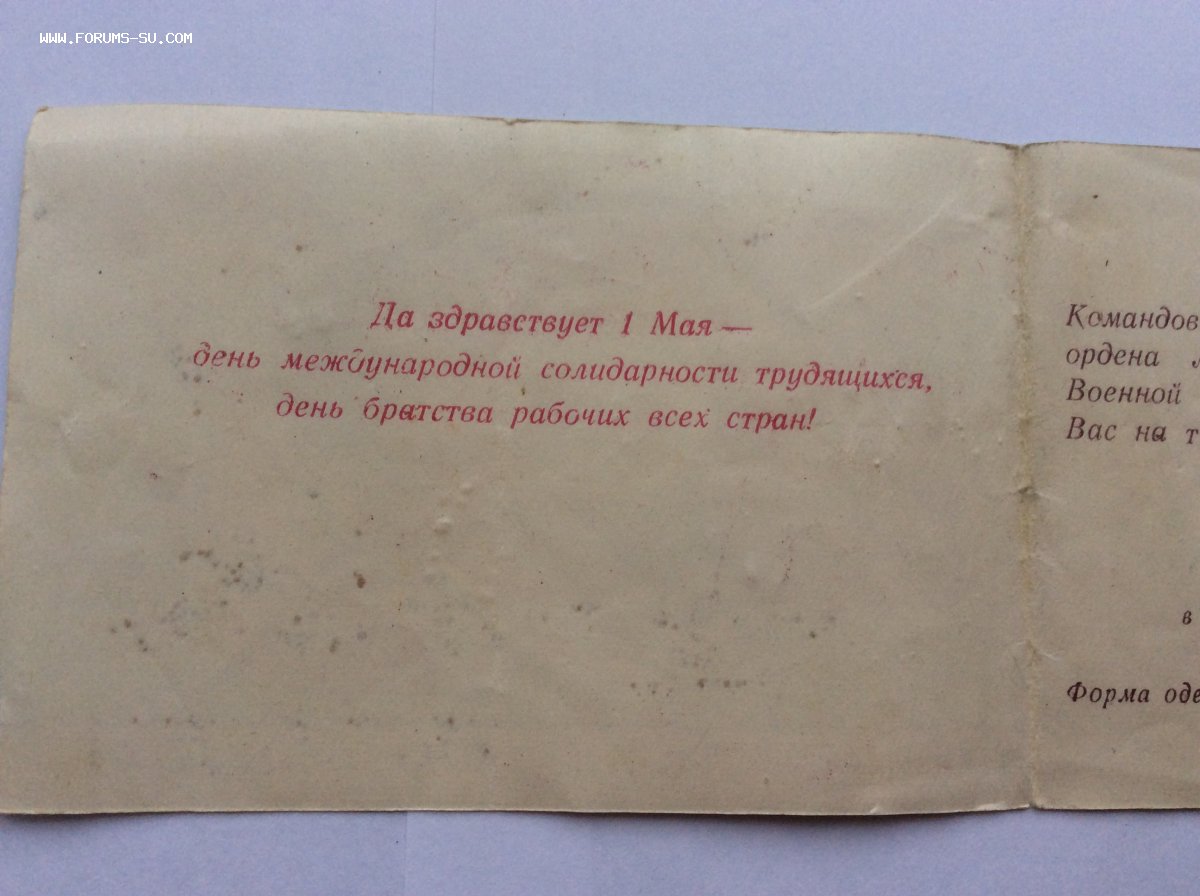 WWW.FORUMS-SU.COM
Да здравствует 1 Мая —
день международной солидарности трудящихся,
день братства рабочих всех стран!
Командов
ордена
Военной
Вас на т
в
Форма оде